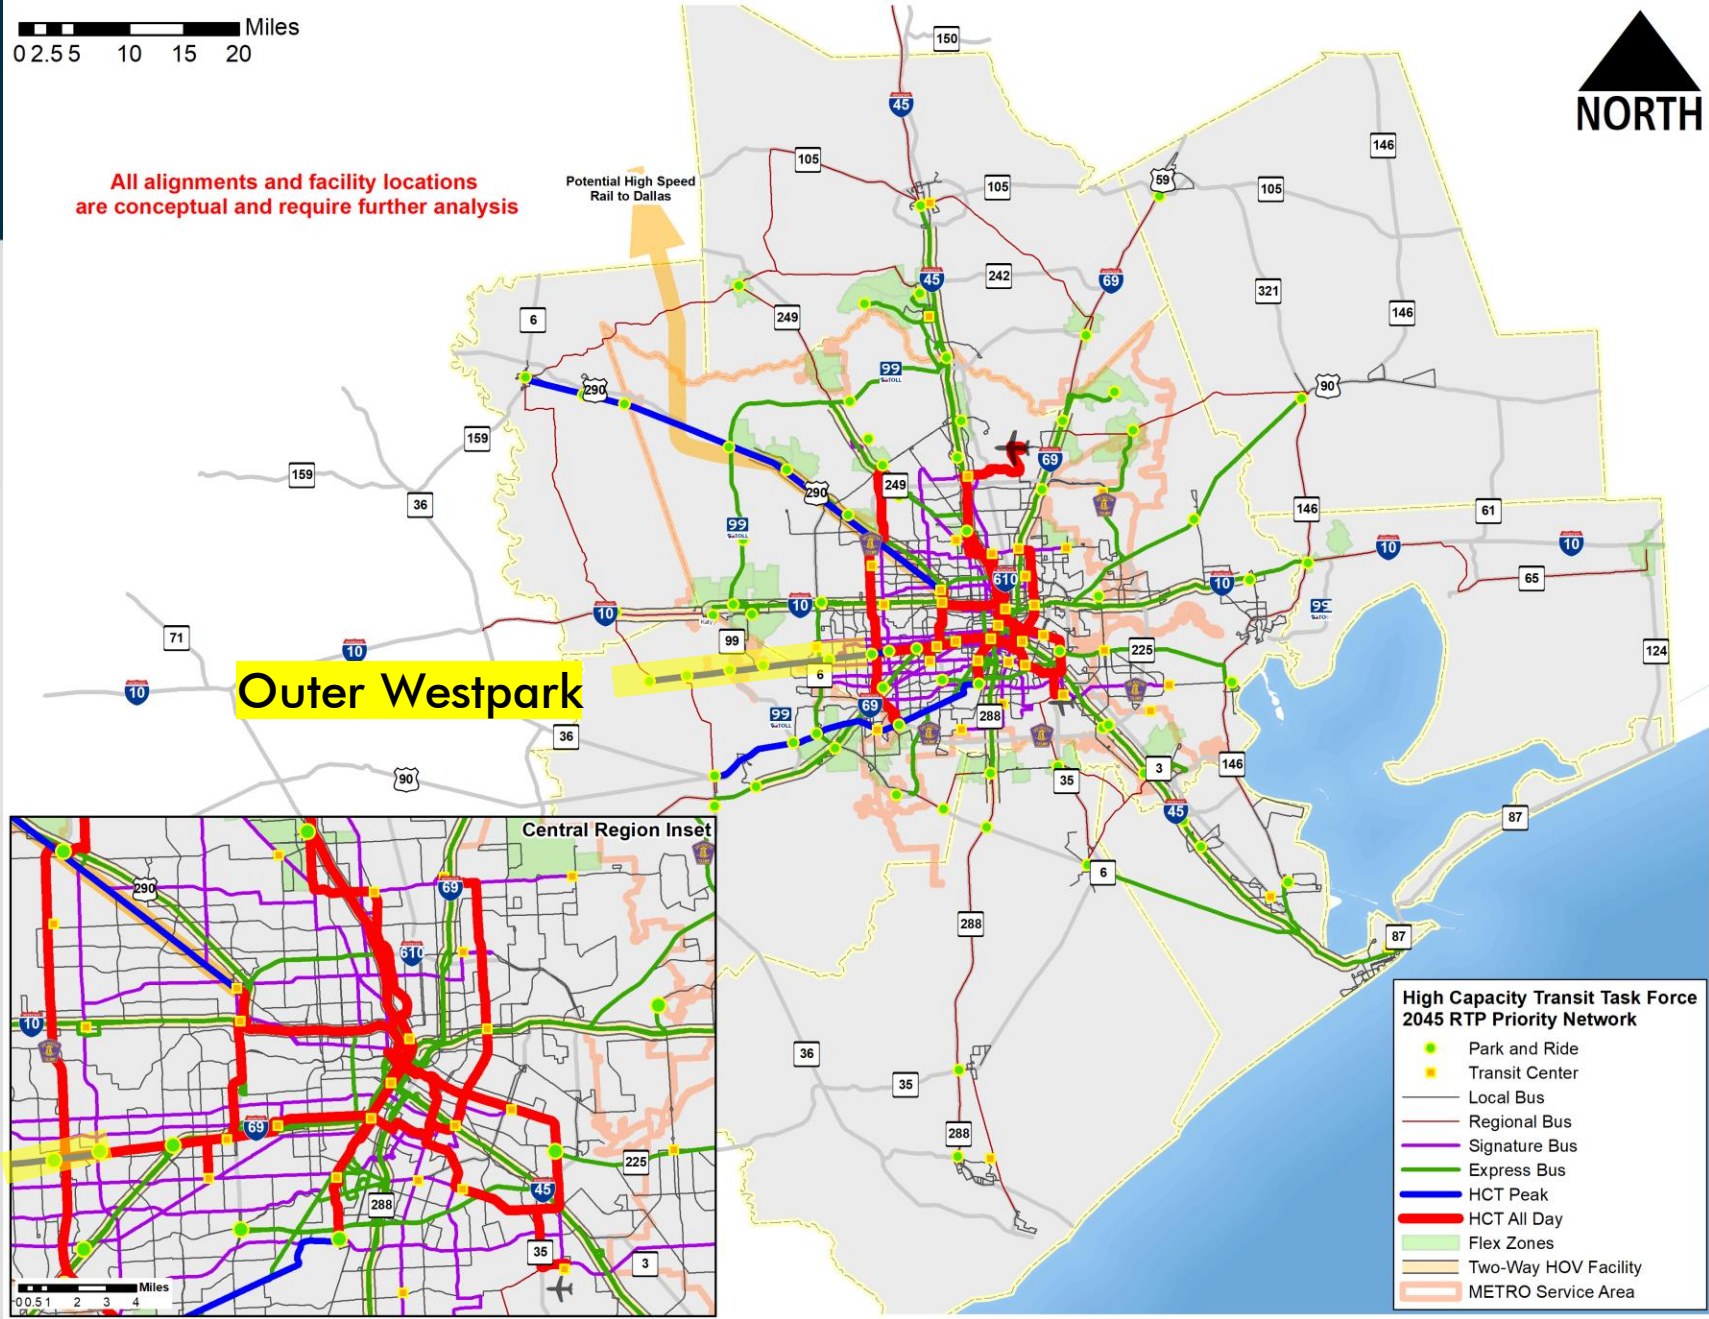 Miles
0 2.5 5 10 15 20
NORTH
All alignments and facility locations
are conceptual and require further analysis
Potential High Speed
Rail to Dallas
150
45
105
105
59
105
146
45
242
69
321
146
6
249
99
TOLL
290
90
159
159
36
249
69
290
99
TOLL
146
61
10
10
610
10
65
10
10
99
71
10
Katy
99
225
124
10
Outer Westpark
6
69
99
TOLL
288
36
90
35
3
146
45
87
6
288
87
36
35
288
Central Region Inset
290
69
610
10
69
225
45
288
35
3
Miles
0 0.5 1 2 3 4
High Capacity Transit Task Force
2045 RTP Priority Network
Park and Ride
Transit Center
Local Bus
Regional Bus
Signature Bus
Express Bus
HCT Peak
HCT All Day
Flex Zones
Two-Way HOV Facility
METRO Service Area